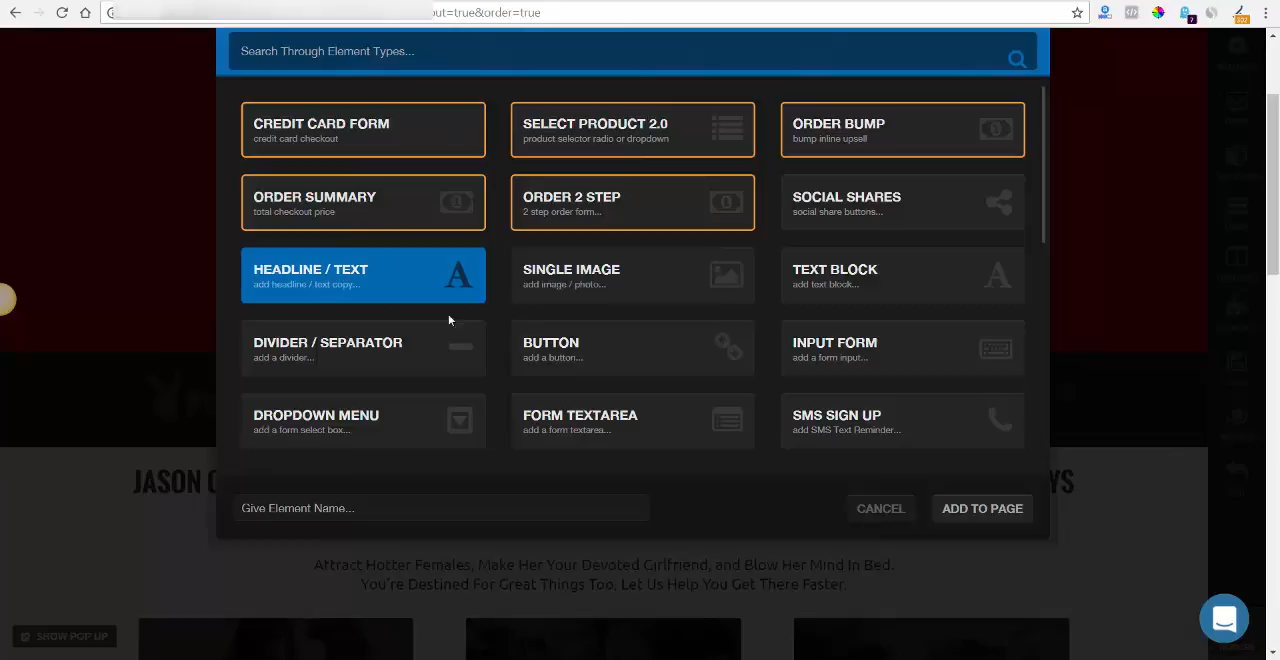 out=true&order=true
Search Through Element Types...
CREDIT CARD FORM
credit card checkout
SELECT PRODUCT 2.0
product selector radio or dropdown
ORDER BUMP
bump inline upsell
ORDER SUMMARY
total checkout price
ORDER 2 STEP
2 step order form...
SOCIAL SHARES
social share buttons...
HEADLINE / TEXT
add headline / text copy...
SINGLE IMAGE
add image / photo...
TEXT BLOCK
add text block...
DIVIDER / SEPARATOR
add a divider...
BUTTON
add a button...
INPUT FORM
add a form input...
DROPDOWN MENU
add a form select box...
FORM TEXTAREA
add a form textarea...
SMS SIGN UP
add SMS Text Reminder...
JASON
Give Element Name...
CANCEL
ADD TO PAGE
Attract Hotter Females, Make Her Your Devoted Girlfriend, and Blow Her Mind In Bed.
You're Destined For Great Things Too, Let Us Help You Get There Faster.
SHOW POP UP